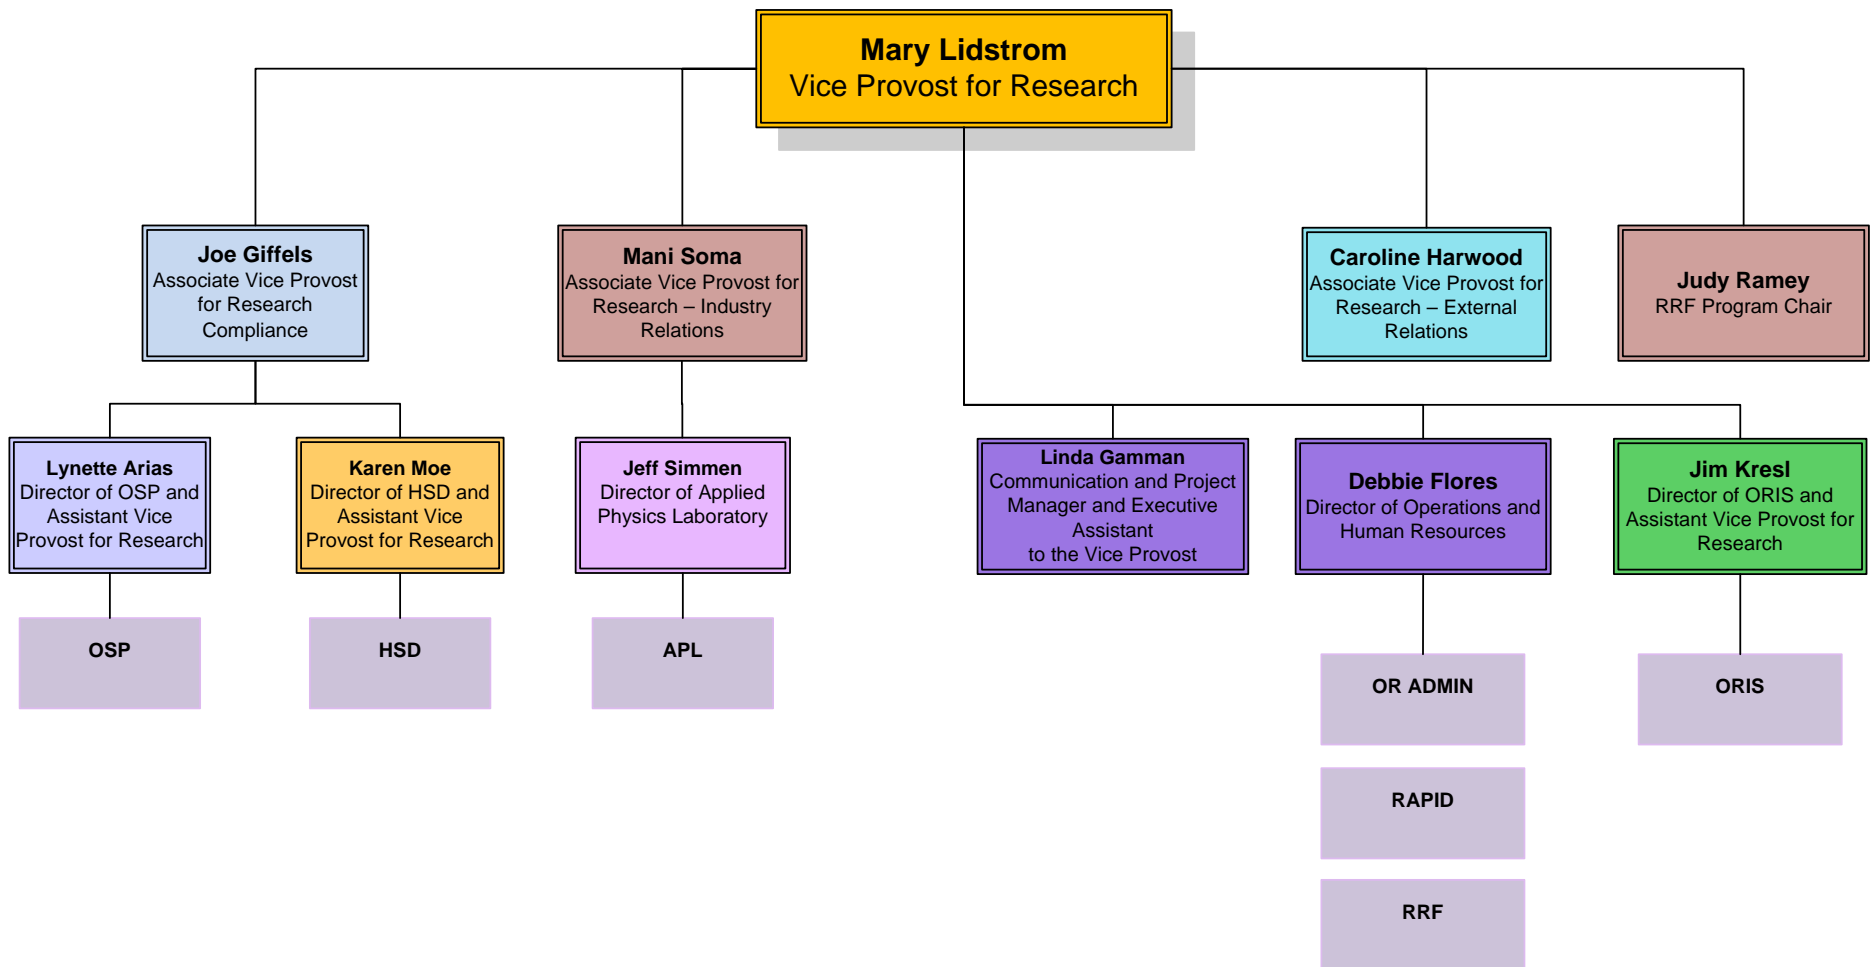 Mary Lidstrom
Vice Provost for Research
Joe Giffels
Associate Vice Provost
for Research
Compliance
Mani Soma
Associate Vice Provost for
Research – Industry
Relations
Caroline Harwood
Associate Vice Provost for
Research – External
Relations
Judy Ramey
RRF Program Chair
Lynette Arias
Director of OSP and
Assistant Vice
Provost for Research
Karen Moe
Director of HSD and
Assistant Vice
Provost for Research
Jeff Simmen
Director of Applied
Physics Laboratory
Linda Gamman
Communication and Project
Manager and Executive
Assistant
to the Vice Provost
Debbie Flores
Director of Operations and
Human Resources
Jim Kresl
Director of ORIS and
Assistant Vice Provost for
Research
OSP
HSD
APL
OR ADMIN
ORIS
RAPID
RRF